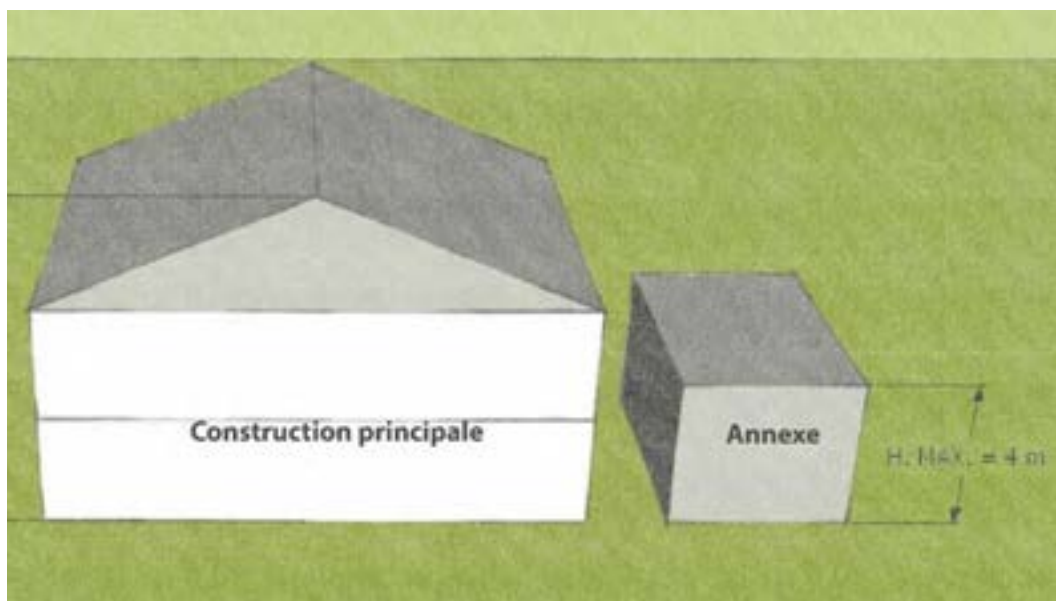 Construction principale
Annexe
H. MAX. = 4 m